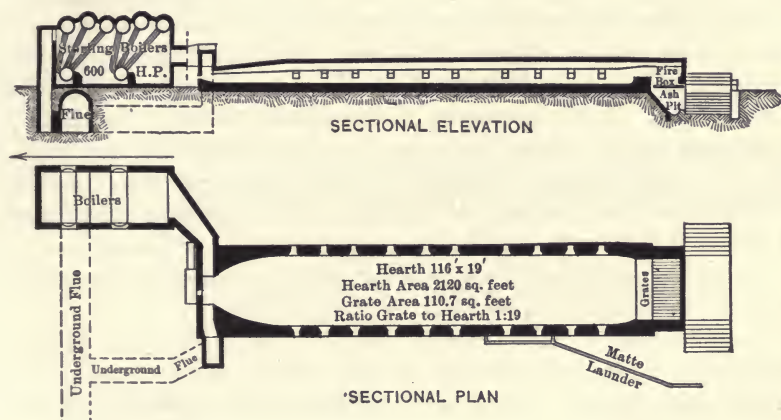 Stirling Boilers
600 H.P.
Flue
Fire
Box
Ash
Pit
SECTIONAL ELEVATION
Boilers
Underground Flue
Underground
Flue
Hearth 116' x 19'
Hearth Area 2120 sq. feet
Grate Area 110.7 sq. feet
Ratio Grate to Hearth 1:19
Grates
Matte
Launder
SECTIONAL PLAN